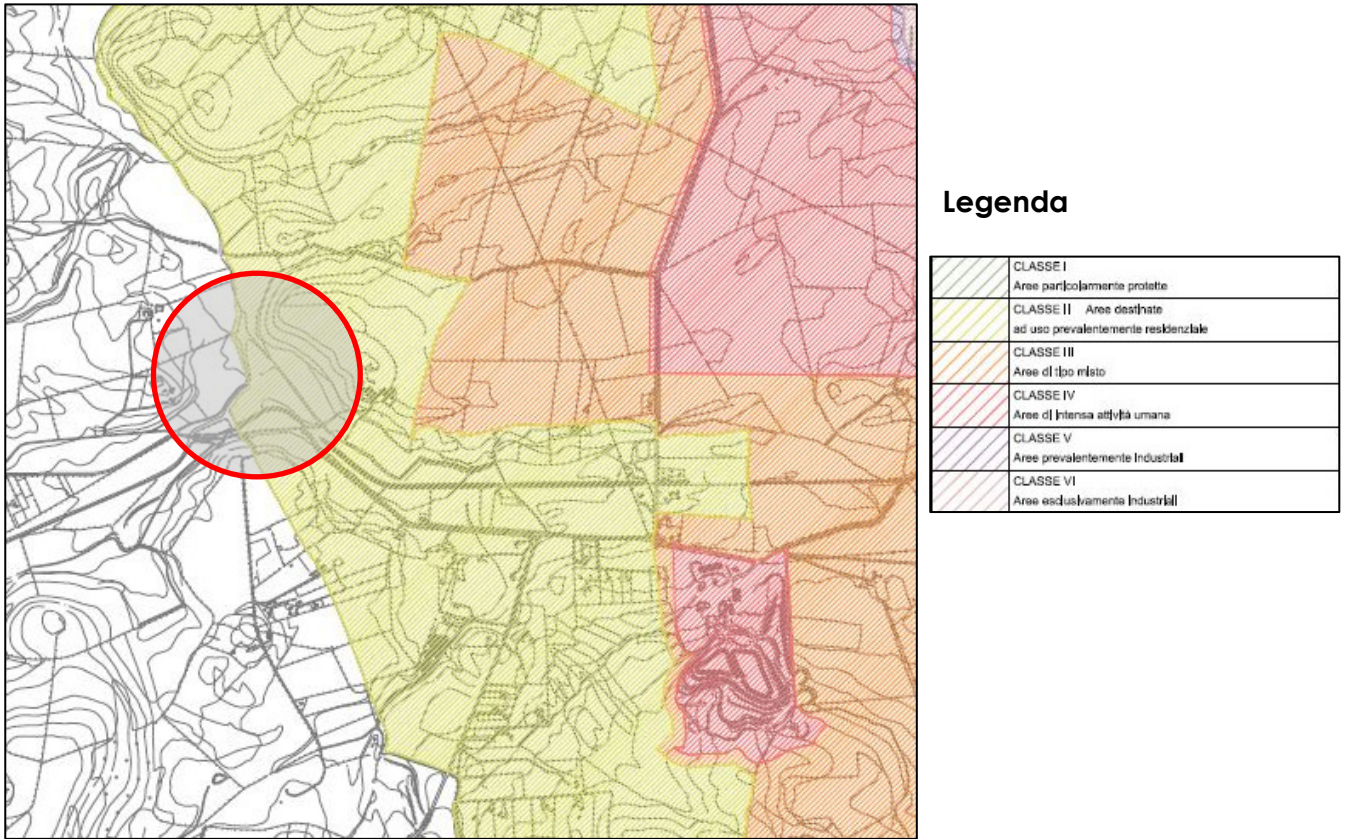 Legenda
CLASSE I
Aree particolarmente protette
CLASSE II Aree destinate
ad uso prevalentemente residenziale
CLASSE III
Aree di tipo misto
CLASSE IV
Aree di intensa attività umana
CLASSE V
Aree prevalentemente industriali
CLASSE VI
Aree esclusivamente industriali